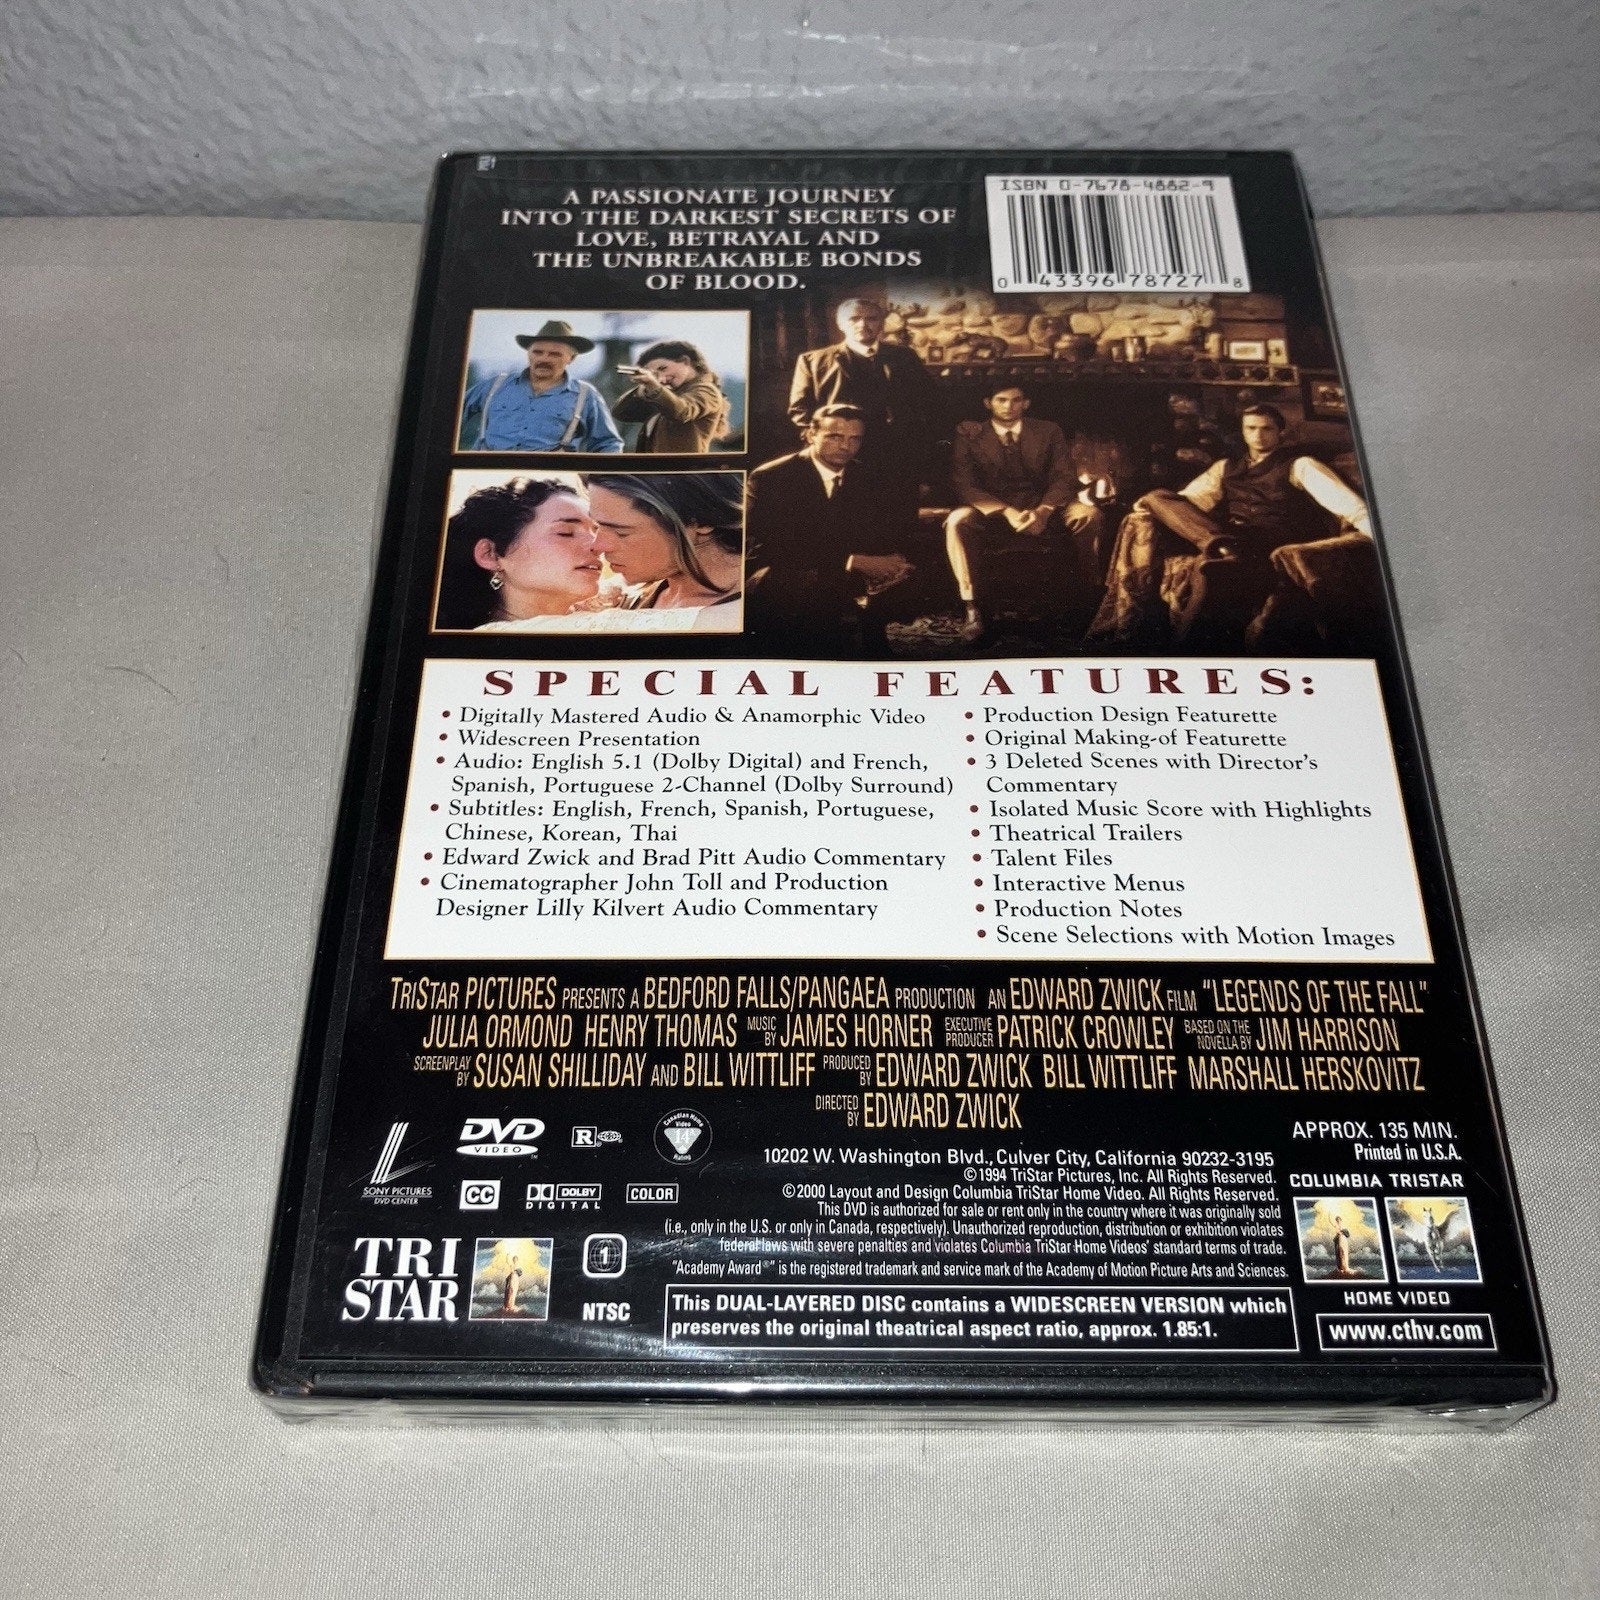 A PASSIONATE JOURNEY
INTO THE DARKEST SECRETS OF
LOVE, BETRAYAL AND
THE UNBREAKABLE BONDS
OF BLOOD.
ISBN 0-7678-4882-9
0 43396 78727 8
SPECIAL FEATURES:
• Digitally Mastered Audio & Anamorphic Video
• Widescreen Presentation
• Audio: English 5.1 (Dolby Digital) and French,
Spanish, Portuguese 2-Channel (Dolby Surround)
• Subtitles: English, French, Spanish, Portuguese,
Chinese, Korean, Thai
• Edward Zwick and Brad Pitt Audio Commentary
• Cinematographer John Toll and Production
Designer Lilly Kilvert Audio Commentary
• Production Design Featurette
• Original Making-of Featurette
• 3 Deleted Scenes with Director's
Commentary
• Isolated Music Score with Highlights
• Theatrical Trailers
• Talent Files
• Interactive Menus
• Production Notes
• Scene Selections with Motion Images
TRISTAR PICTURES PRESENTS A BEDFORD FALLS/PANGAEA PRODUCTION AN EDWARD ZWICK FILM "LEGENDS OF THE FALL"
JULIA ORMOND HENRY THOMAS MUSIC BY JAMES HORNER EXECUTIVE PRODUCER PATRICK CROWLEY BASED ON THE NOVELLA BY JIM HARRISON
SCREENPLAY BY SUSAN SHILLIDAY AND BILL WITTLIFF PRODUCED BY EDWARD ZWICK BILL WITTLIFF MARSHALL HERSKOVITZ
DIRECTED BY EDWARD ZWICK
SONY PICTURES
DVD CENTER
DVD
VIDEO
R
Canadian Home
Video
14
Rating
CC
DOLBY
DIGITAL
COLOR
TRI
STAR
1
NTSC
10202 W. Washington Blvd., Culver City, California 90232-3195
©1994 TriStar Pictures, Inc. All Rights Reserved.
©2000 Layout and Design Columbia TriStar Home Video. All Rights Reserved.
This DVD is authorized for sale or rent only in the country where it was originally sold
(i.e., only in the U.S. or only in Canada, respectively). Unauthorized reproduction, distribution or exhibition violates
federal laws with severe penalties and violates Columbia TriStar Home Videos' standard terms of trade.
"Academy Award®" is the registered trademark and service mark of the Academy of Motion Picture Arts and Sciences.
This DUAL-LAYERED DISC contains a WIDESCREEN VERSION which
preserves the original theatrical aspect ratio, approx. 1.85:1.
APPROX. 135 MIN.
Printed in U.S.A.
COLUMBIA TRISTAR
HOME VIDEO
www.cthv.com